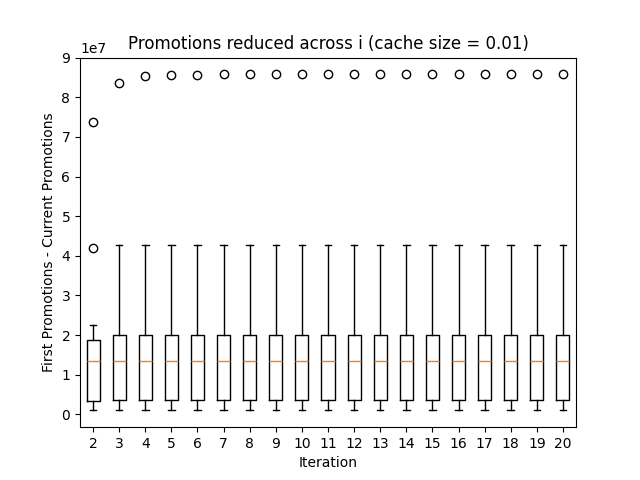 Promotions reduced across i (cache size = 0.01)
1e7
9
8
7
6
5
4
3
2
1
0
First Promotions - Current Promotions
2 3 4 5 6 7 8 9 10 11 12 13 14 15 16 17 18 19 20
Iteration